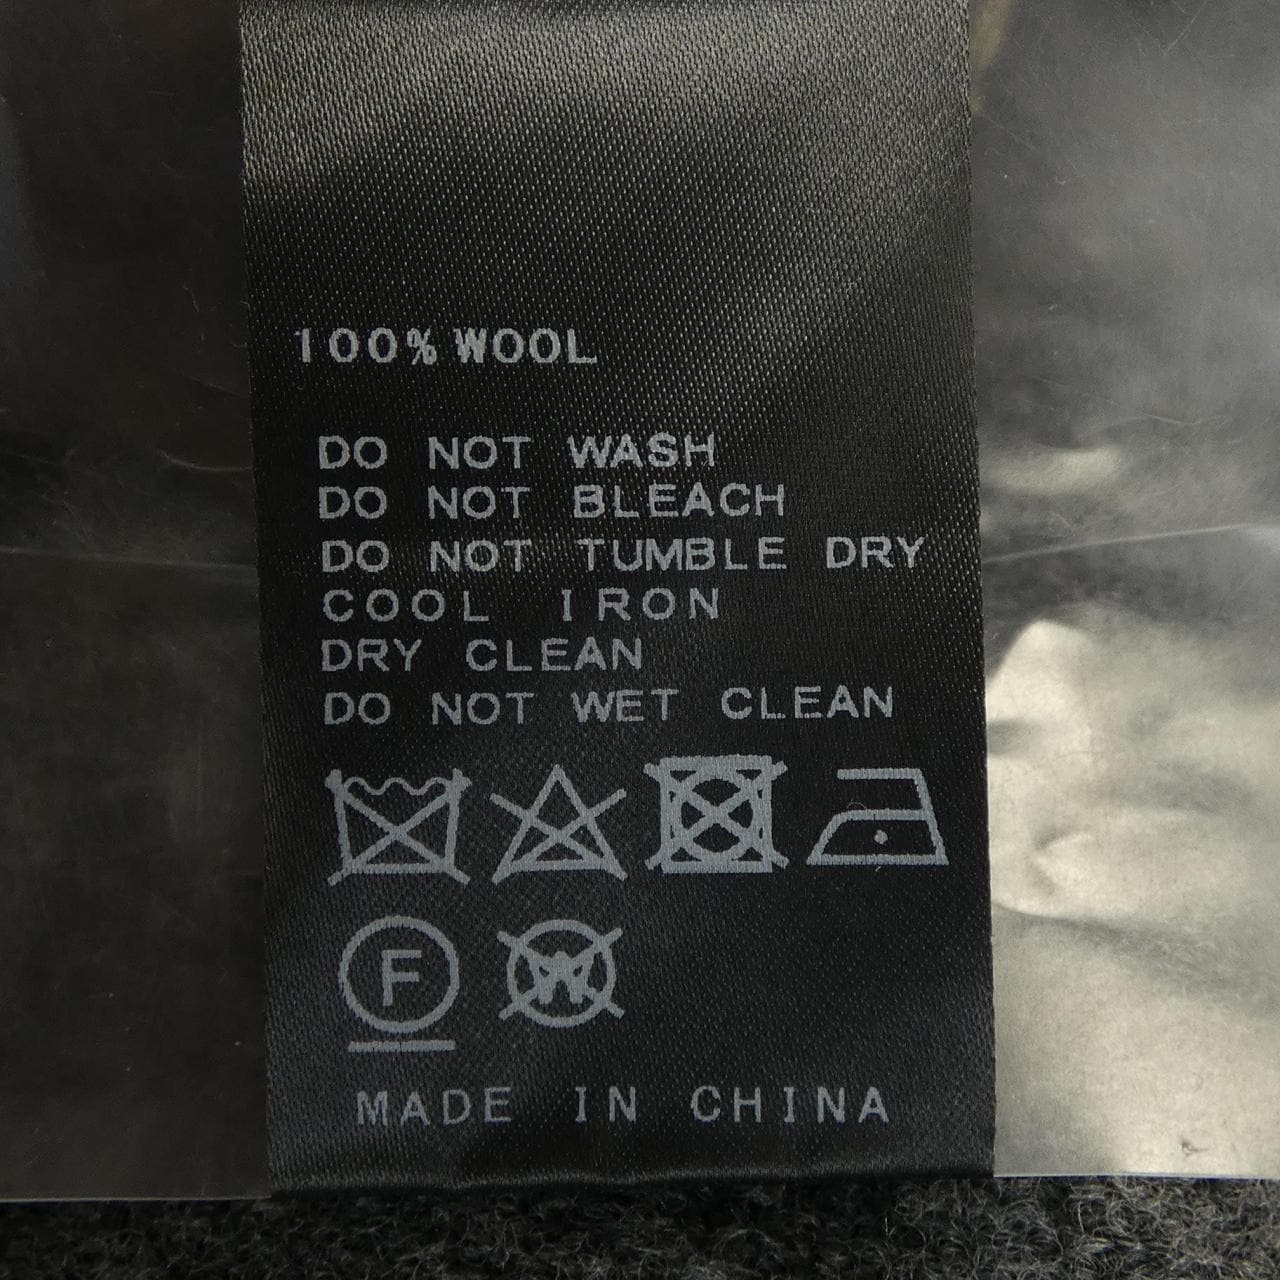 100% WOOL
DO NOT WASH
DO NOT BLEACH
DO NOT TUMBLE DRY
COOL IRON
DRY CLEAN
DO NOT WET CLEAN
F W
MADE IN CHINA